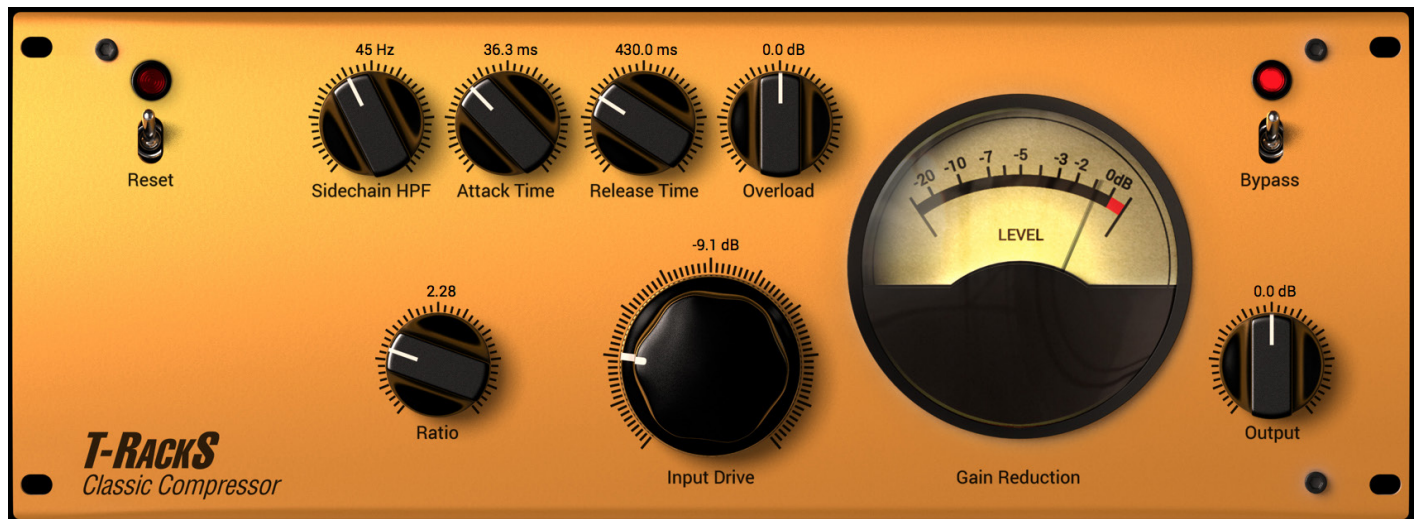 45 Hz
36.3 ms
430.0 ms
0.0 dB
Reset
Sidechain HPF
Attack Time
Release Time
Overload
-20 -10 -7 -5 -3 -2 0dB
LEVEL
Bypass
-9.1 dB
2.28
0.0 dB
Ratio
Input Drive
Gain Reduction
Output
T-RackS
Classic Compressor